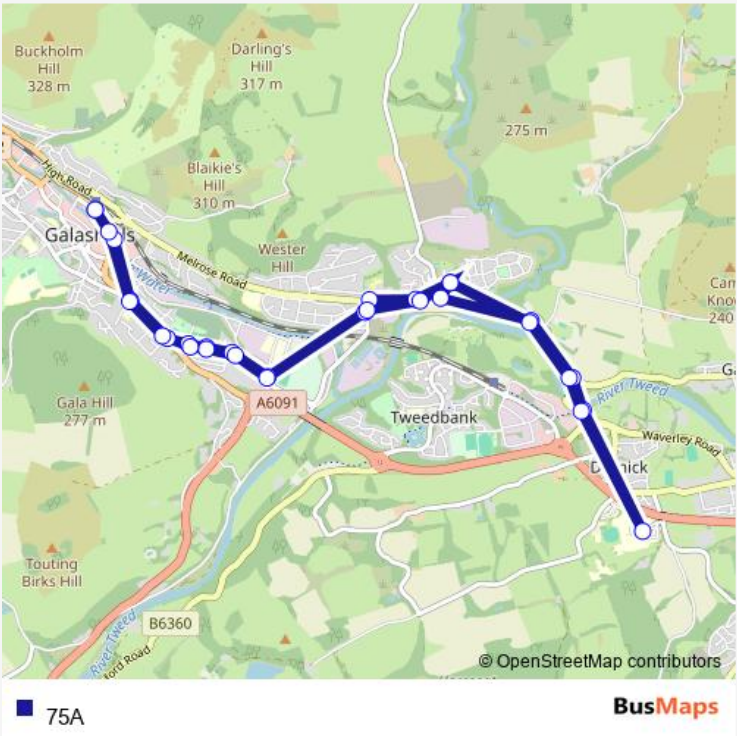 Buckholm
Hill
328 m
Darling's
Hill
317 m
275 m
High Road
Blaikie's
Hill
310 m
Melrose Road
Wester
Hill
240
Gala Hill
277 m
A6091
Tweedbank
River Tweed
Waverley Road
Touting
Birks Hill
B6360
River Tweed
© OpenStreetMap contributors
75A
BusMaps